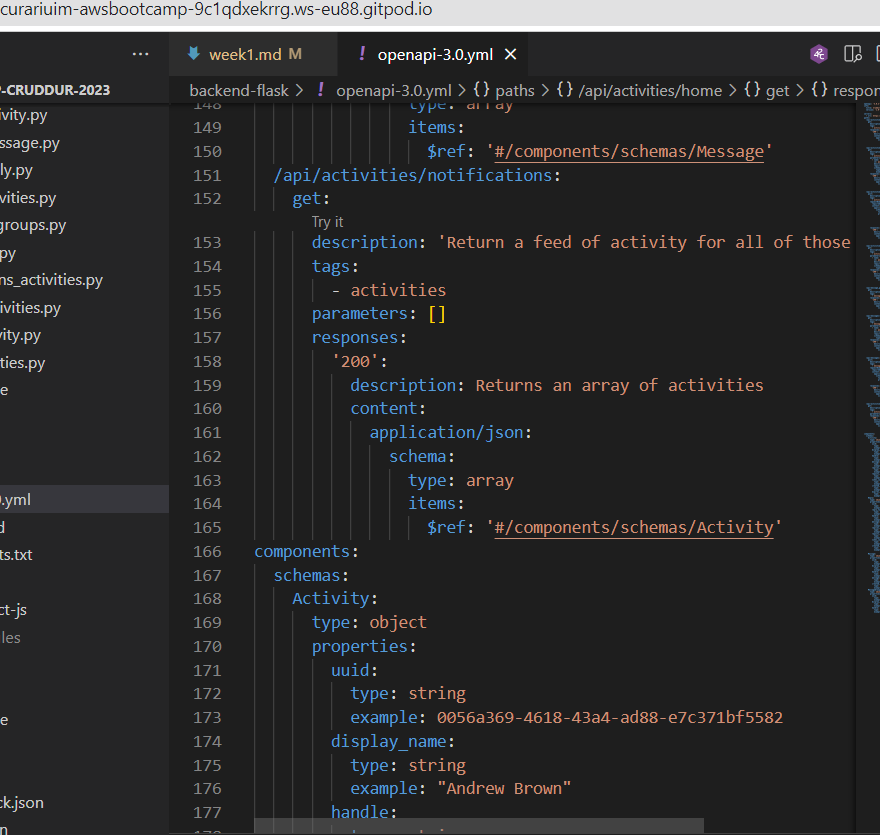 curarium-awsbootcamp-9c1qdxekrrg.ws-eu88.gitpod.io
week1.md M
! openapi-3.0.yml ×
P-CRUDDUR-2023
backend-flask > ! openapi-3.0.yml > {} paths > {} /api/activities/home > {} get > {} respon
ivity.py
ssage.py
ly.py
vities.py
groups.py
py
ns_activities.py
ivities.py
vity.py
ties.py
e
0.yml
d
ts.txt
ct-js
les
e
ck.json
n
148 type: array
149 items:
150 $ref: '#/components/schemas/Message'
151 /api/activities/notifications:
152 get:
Try it
153 description: 'Return a feed of activity for all of those
154 tags:
155 - activities
156 parameters: []
157 responses:
158 '200':
159 description: Returns an array of activities
160 content:
161 application/json:
162 schema:
163 type: array
164 items:
165 $ref: '#/components/schemas/Activity'
166 components:
167 schemas:
168 Activity:
169 type: object
170 properties:
171 uuid:
172 type: string
173 example: 0056a369-4618-43a4-ad88-e7c371bf5582
174 display_name:
175 type: string
176 example: "Andrew Brown"
177 handle: